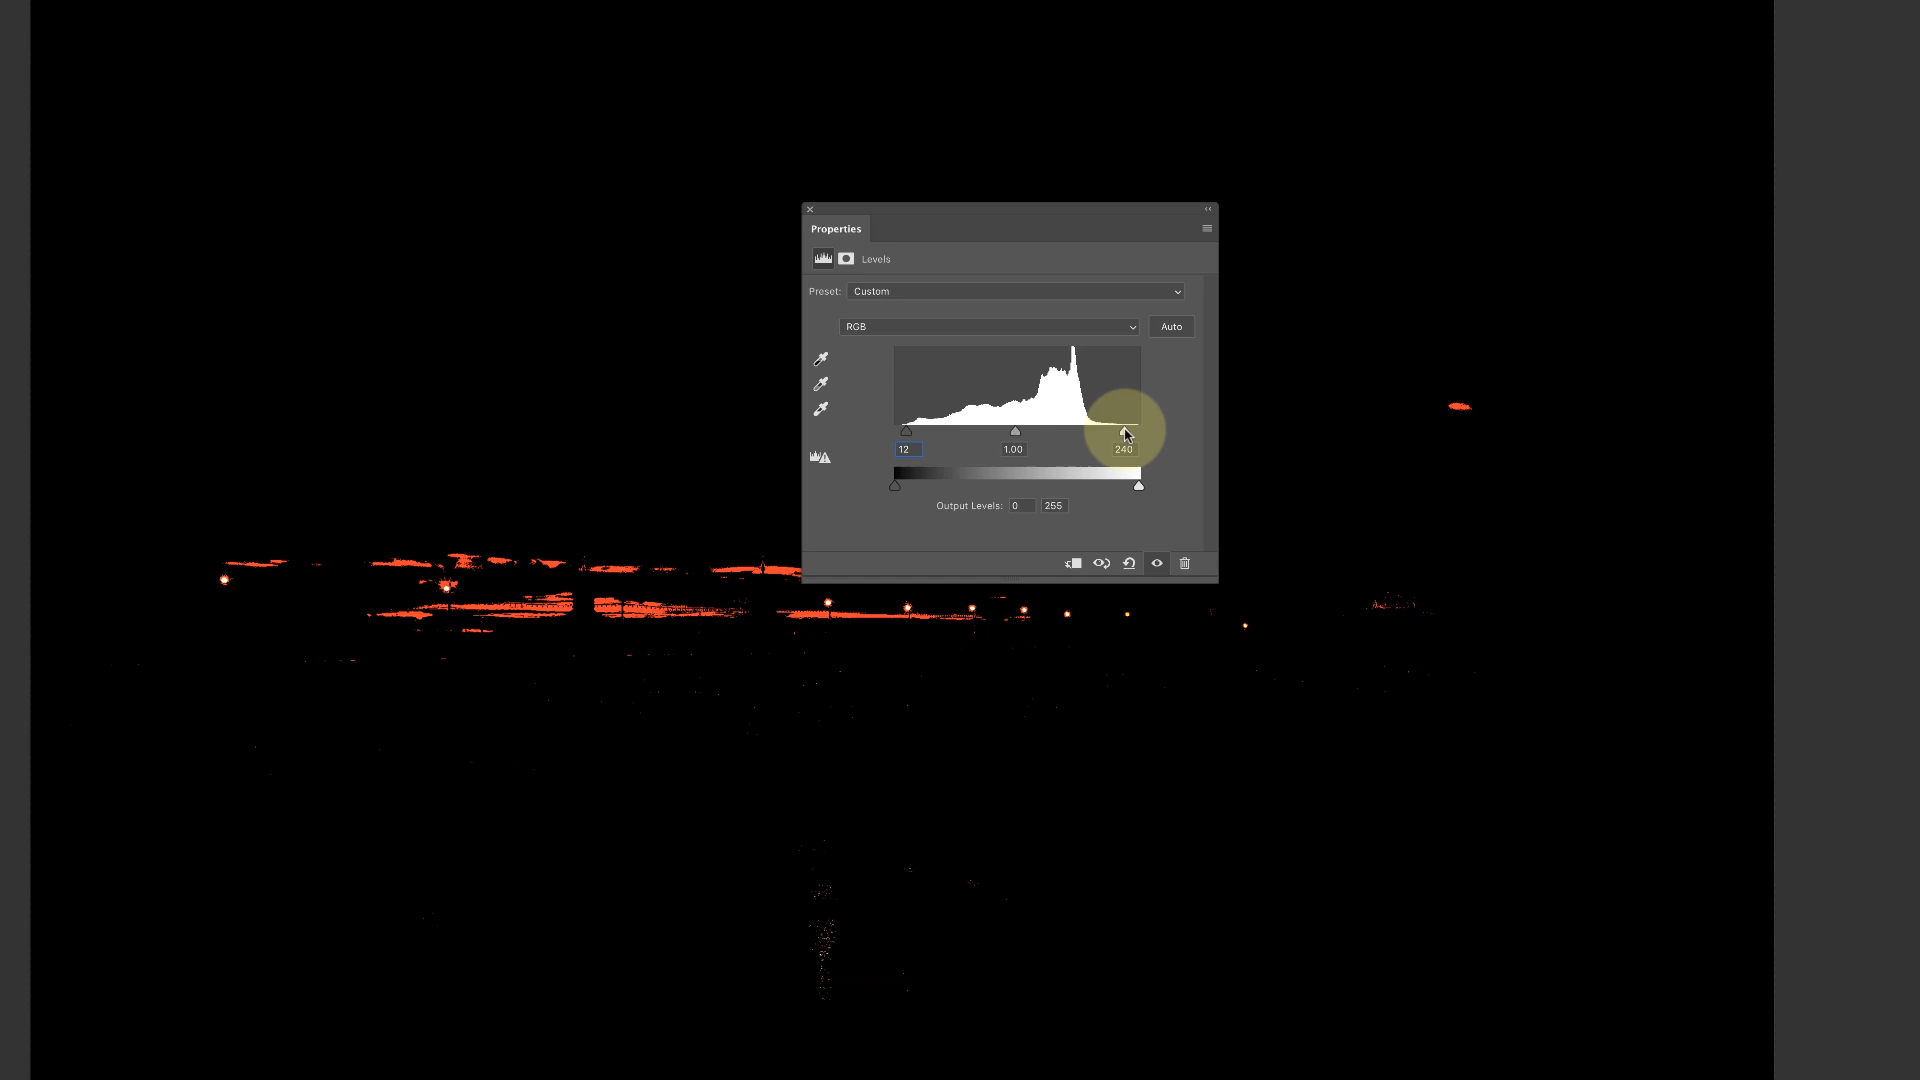 Properties
Levels
Preset: Custom
RGB
Auto
12 1.00 240
Output Levels: 0 255